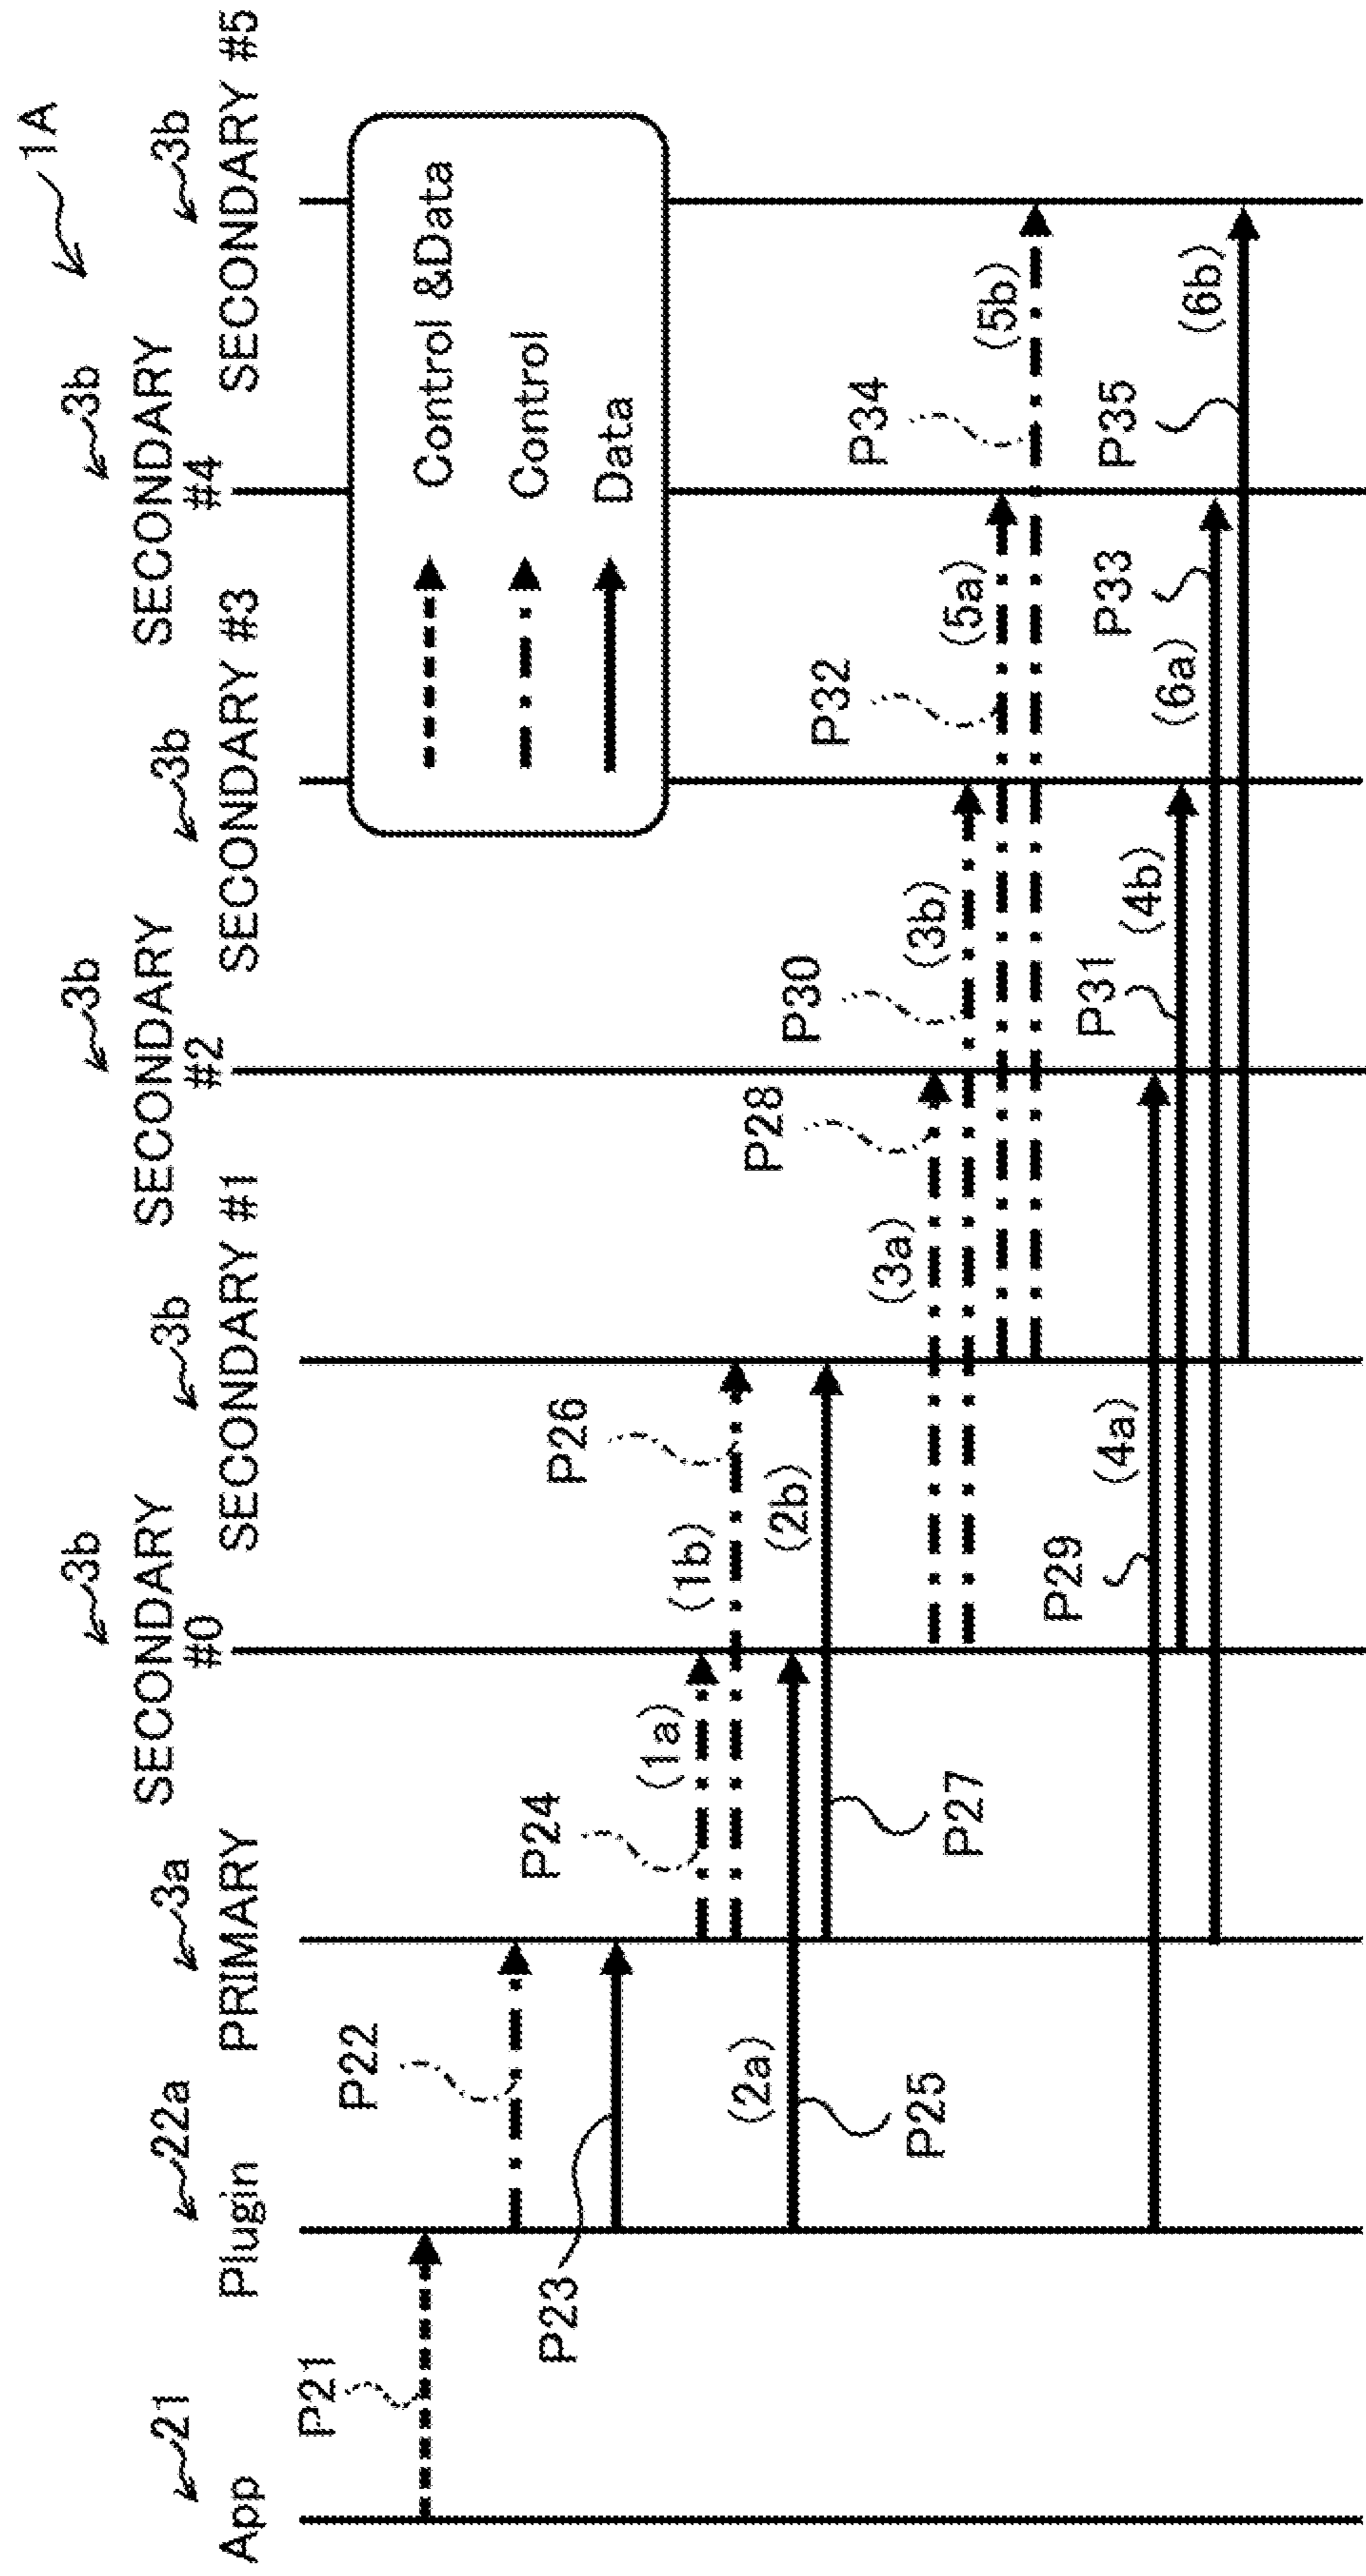 1A
21
App
22a
Plugin
3a
PRIMARY
3b
SECONDARY
#0
3b
SECONDARY #1
3b
SECONDARY
#2
3b
SECONDARY #3
3b
SECONDARY
#4
3b
SECONDARY #5
Control &Data
Control
Data
P21
P22
P23
P24
(1a)
P26
(1b)
(2a)
P25
(2b)
P27
(3a)
P28
P30
(3b)
P32
(5a)
P34
(5b)
P29
(4a)
P31
(4b)
(6a)
P33
P35
(6b)